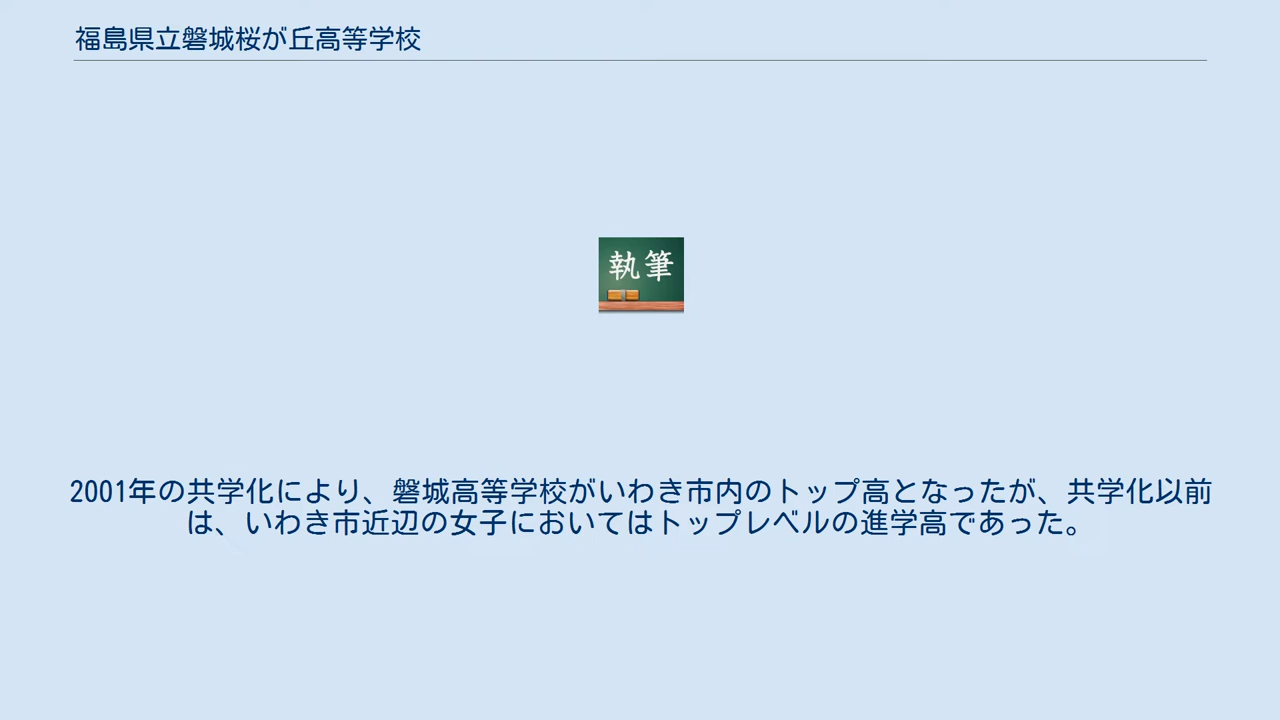 福島県立磐城桜が丘高等学校
執筆
2001年の共学化により、磐城高等学校がいわき市内のトップ高となったが、共学化以前
は、いわき市近辺の女子においてはトップレベルの進学高であった。